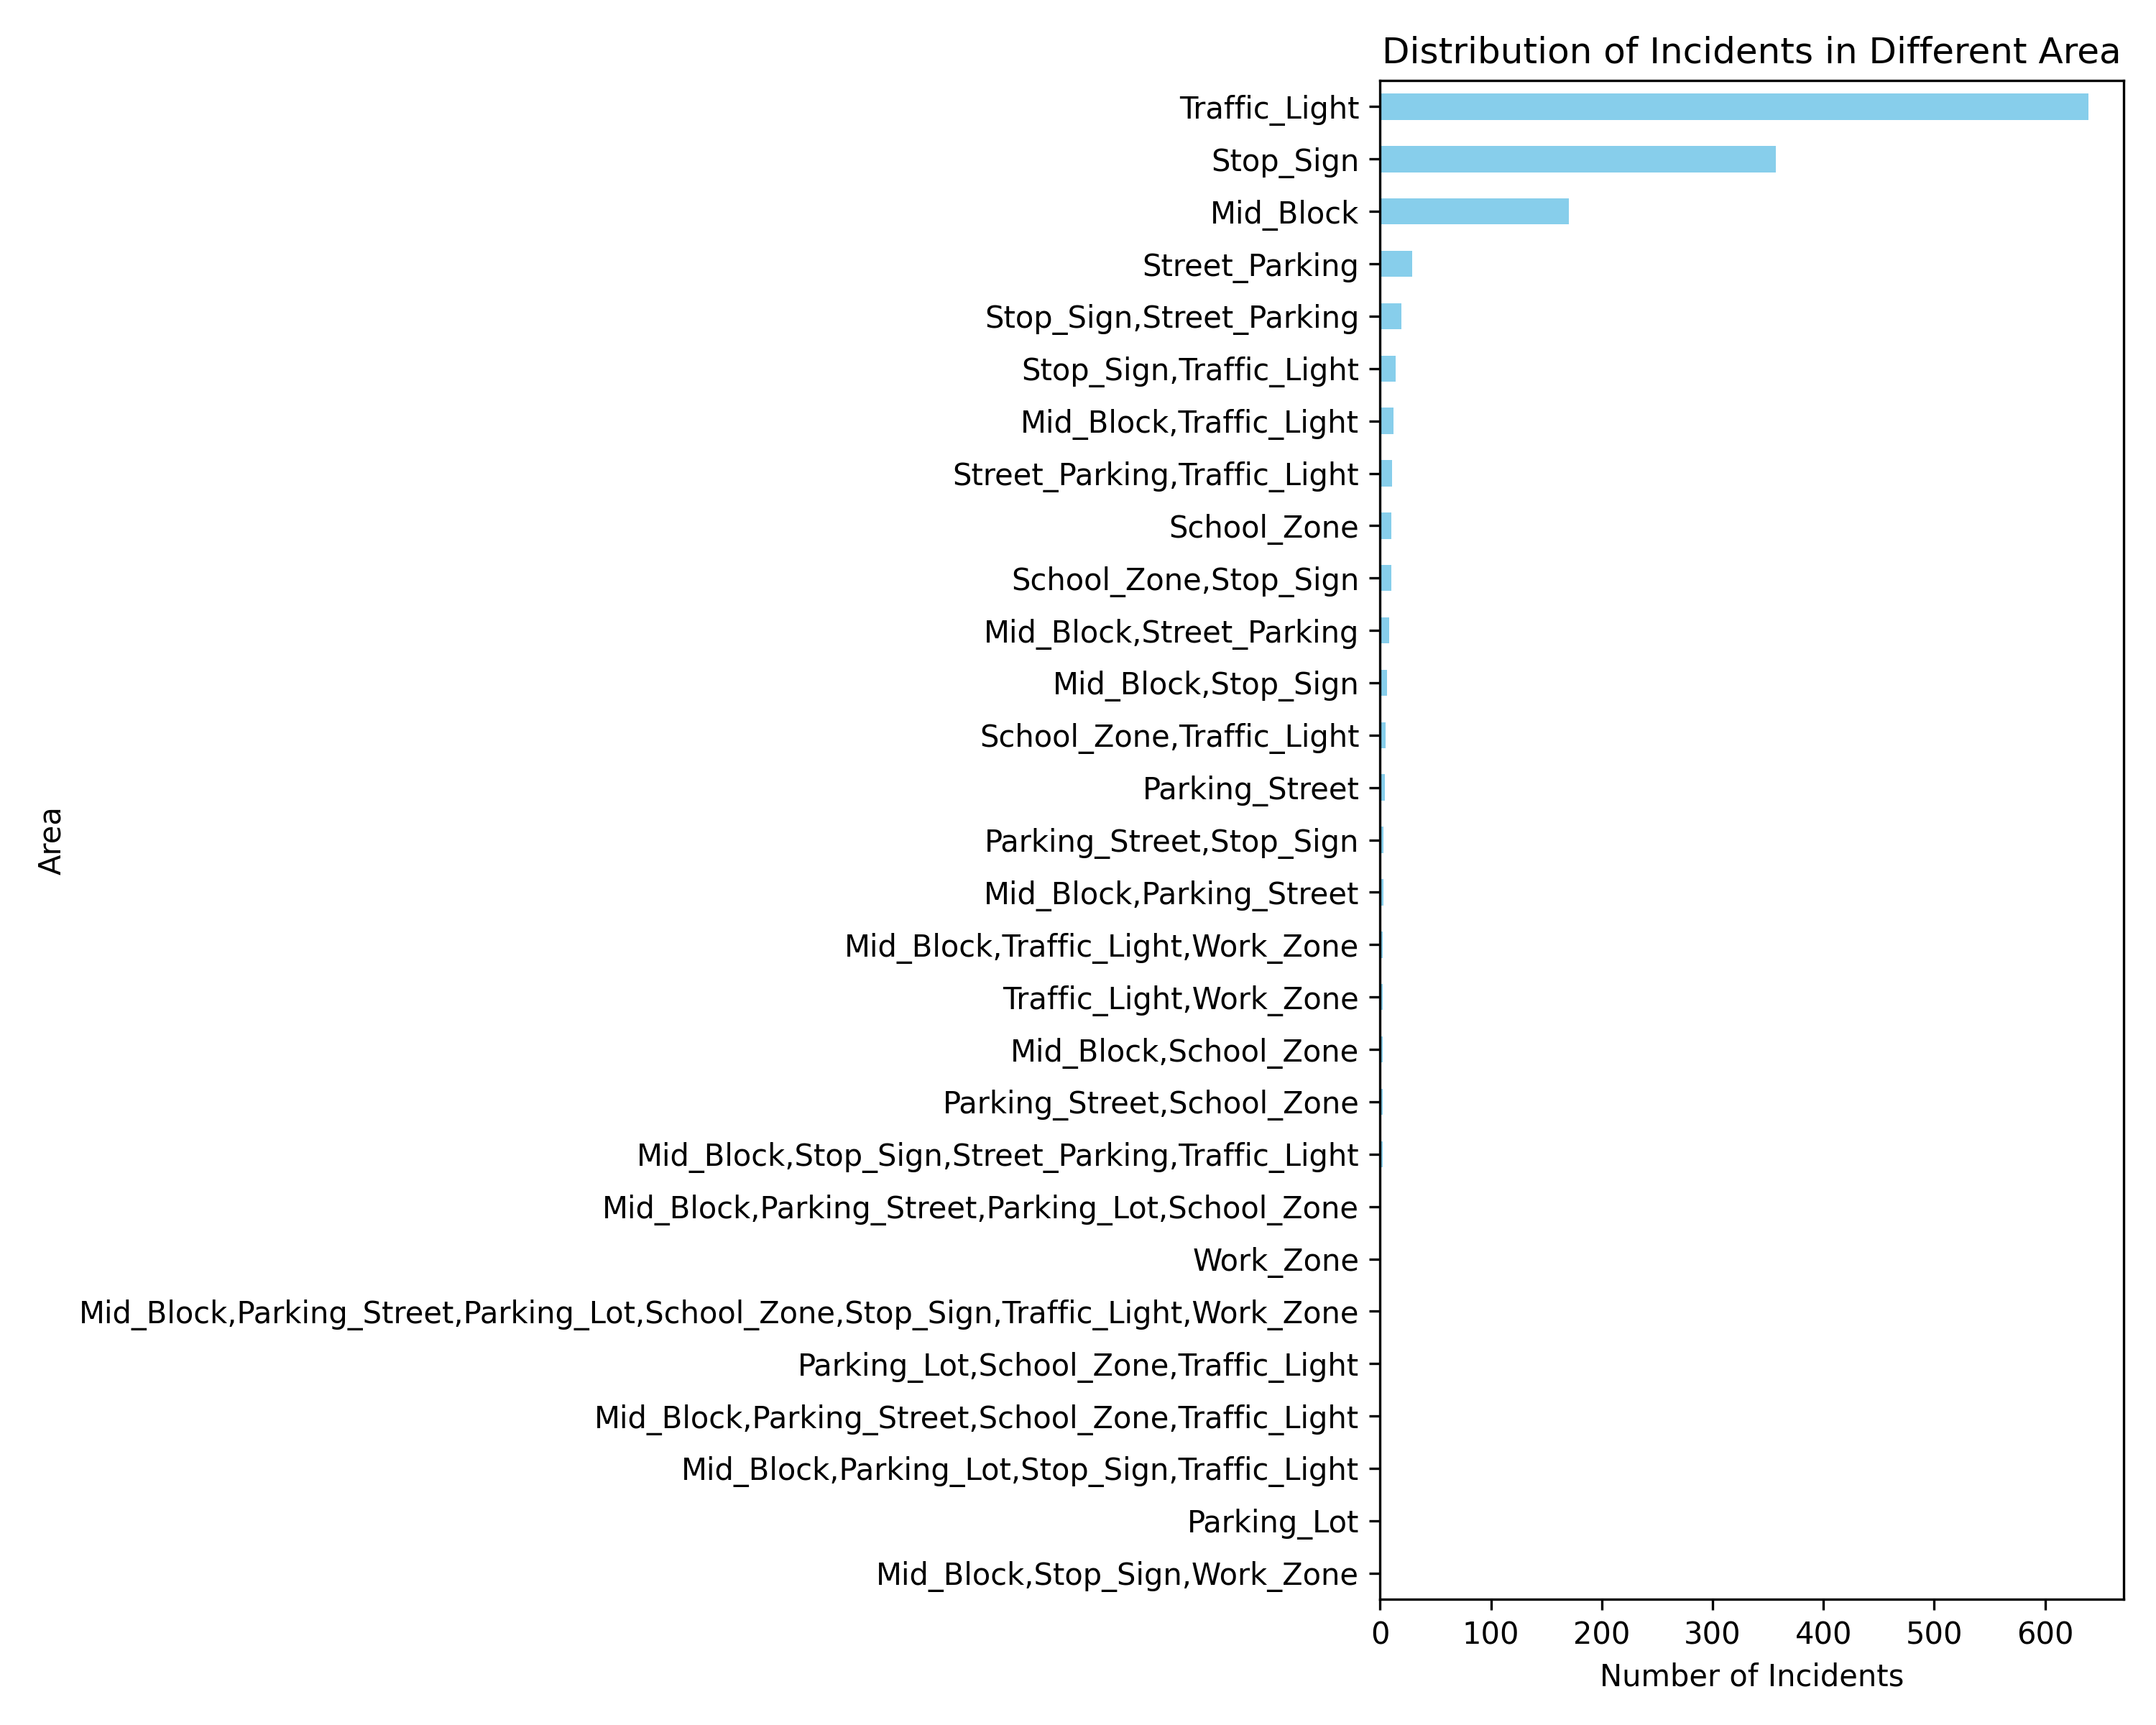 Distribution of Incidents in Different Area
Traffic_Light
Stop_Sign
Mid_Block
Street_Parking
Stop_Sign,Street_Parking
Stop_Sign,Traffic_Light
Mid_Block,Traffic_Light
Street_Parking,Traffic_Light
School_Zone
School_Zone,Stop_Sign
Mid_Block,Street_Parking
Mid_Block,Stop_Sign
School_Zone,Traffic_Light
Parking_Street
Parking_Street,Stop_Sign
Mid_Block,Parking_Street
Mid_Block,Traffic_Light,Work_Zone
Traffic_Light,Work_Zone
Mid_Block,School_Zone
Parking_Street,School_Zone
Mid_Block,Stop_Sign,Street_Parking,Traffic_Light
Mid_Block,Parking_Street,Parking_Lot,School_Zone
Work_Zone
Mid_Block,Parking_Street,Parking_Lot,School_Zone,Stop_Sign,Traffic_Light,Work_Zone
Parking_Lot,School_Zone,Traffic_Light
Mid_Block,Parking_Street,School_Zone,Traffic_Light
Mid_Block,Parking_Lot,Stop_Sign,Traffic_Light
Parking_Lot
Mid_Block,Stop_Sign,Work_Zone
Area
0 100 200 300 400 500 600
Number of Incidents